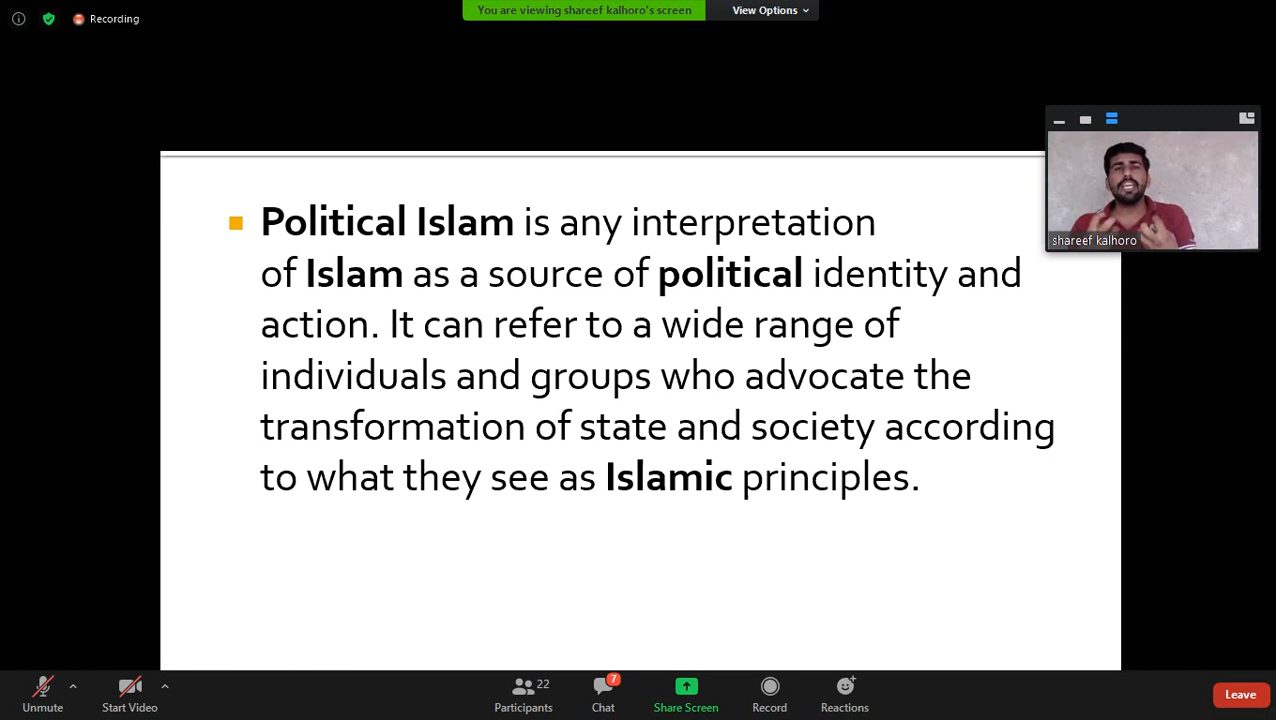 Recording
You are viewing shareef kalhoro's screen
View Options
shareef kalhoro
Political Islam is any interpretation
of Islam as a source of political identity and
action. It can refer to a wide range of
individuals and groups who advocate the
transformation of state and society according
to what they see as Islamic principles.
Unmute
Start Video
22
Participants
7
Chat
Share Screen
Record
Reactions
Leave